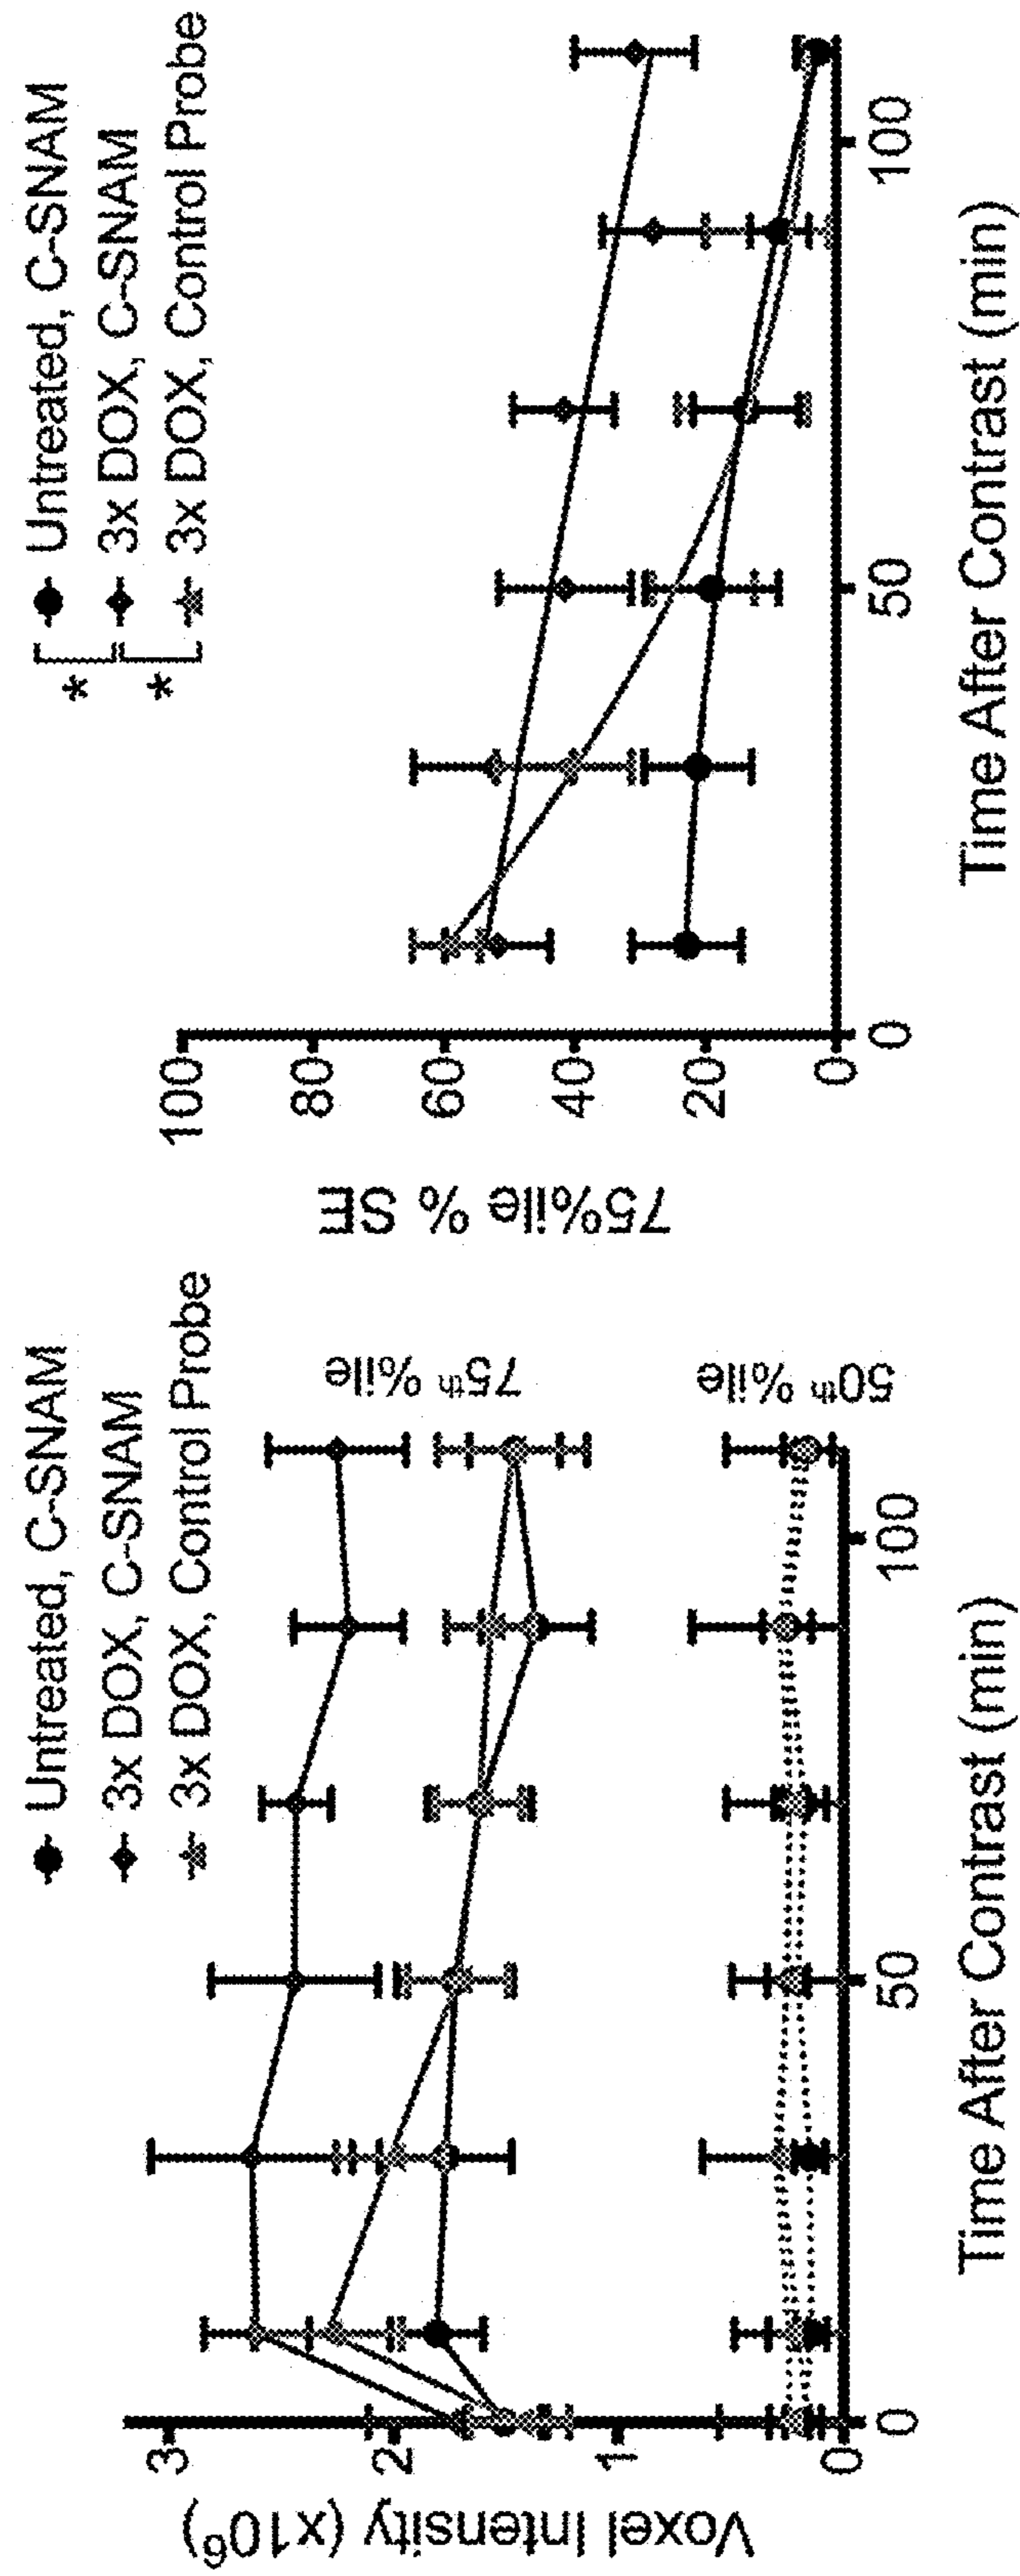 Untreated, C-SNAM
3x DOX, C-SNAM
3x DOX, Control Probe
Voxel Intensity (x10⁶)
3
2
1
0
75th %ile
50th %ile
0
50
100
Time After Contrast (min)
*
*
Untreated, C-SNAM
3x DOX, C-SNAM
3x DOX, Control Probe
75%ile % SE
100
80
60
40
20
0
0
50
100
Time After Contrast (min)